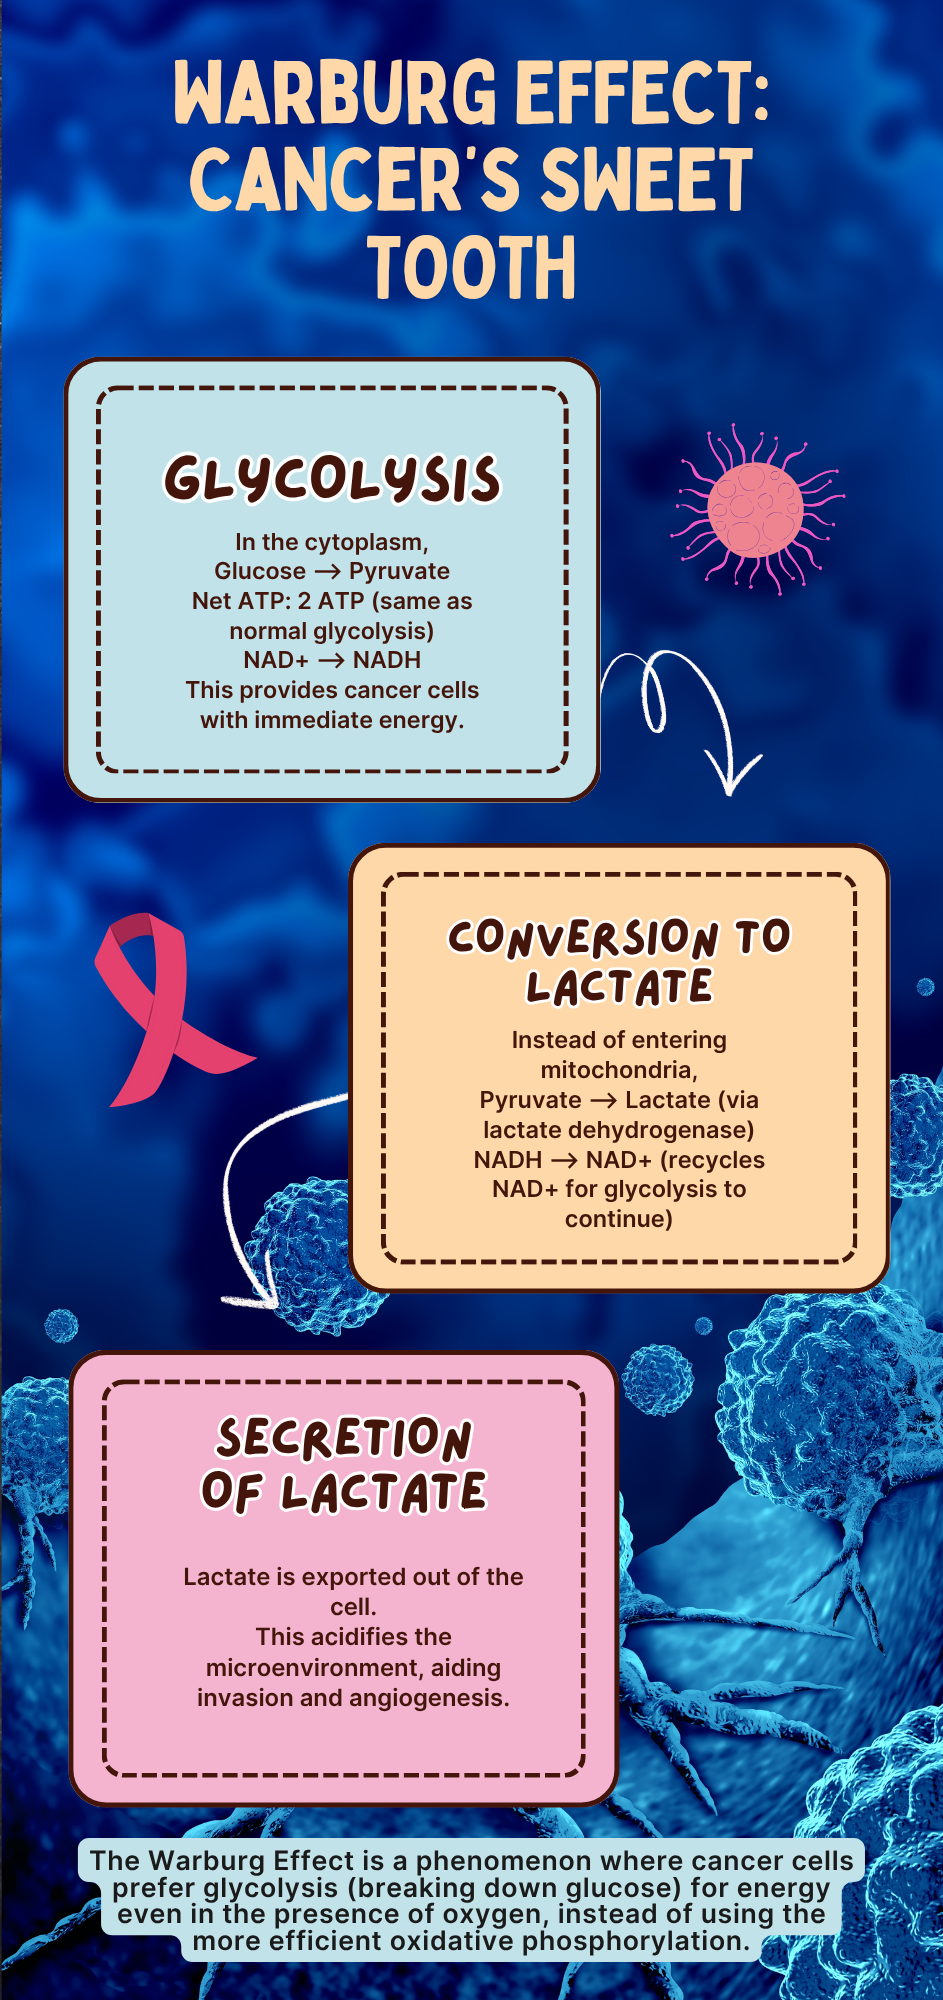 WARBURG EFFECT:
CANCER'S SWEET
TOOTH
GLYCOLYSIS
In the cytoplasm,
Glucose → Pyruvate
Net ATP: 2 ATP (same as
normal glycolysis)
NAD+ → NADH
This provides cancer cells
with immediate energy.
CONVERSION TO
LACTATE
Instead of entering
mitochondria,
Pyruvate → Lactate (via
lactate dehydrogenase)
NADH → NAD+ (recycles
NAD+ for glycolysis to
continue)
SECRETION
OF LACTATE
Lactate is exported out of the
cell.
This acidifies the
microenvironment, aiding
invasion and angiogenesis.
The Warburg Effect is a phenomenon where cancer cells
prefer glycolysis (breaking down glucose) for energy
even in the presence of oxygen, instead of using the
more efficient oxidative phosphorylation.